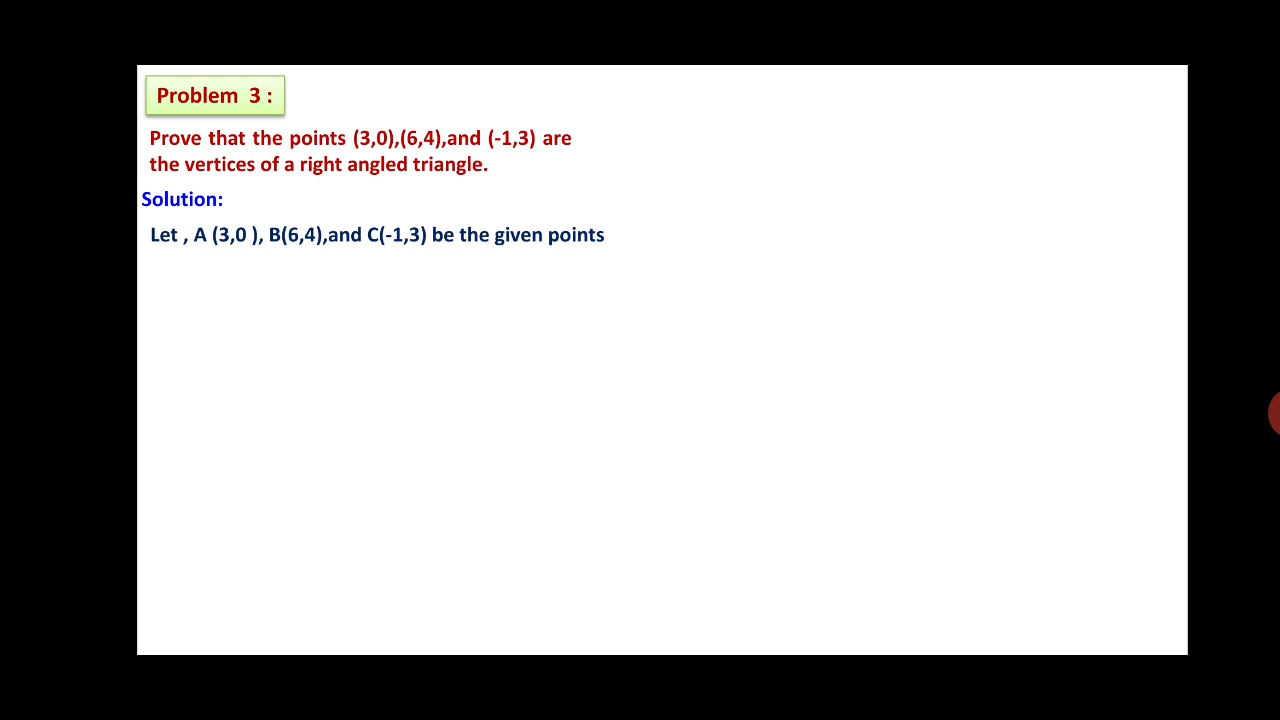 Problem 3 :
Prove that the points (3,0),(6,4),and (-1,3) are
the vertices of a right angled triangle.
Solution:
Let , A (3,0 ), B(6,4),and C(-1,3) be the given points